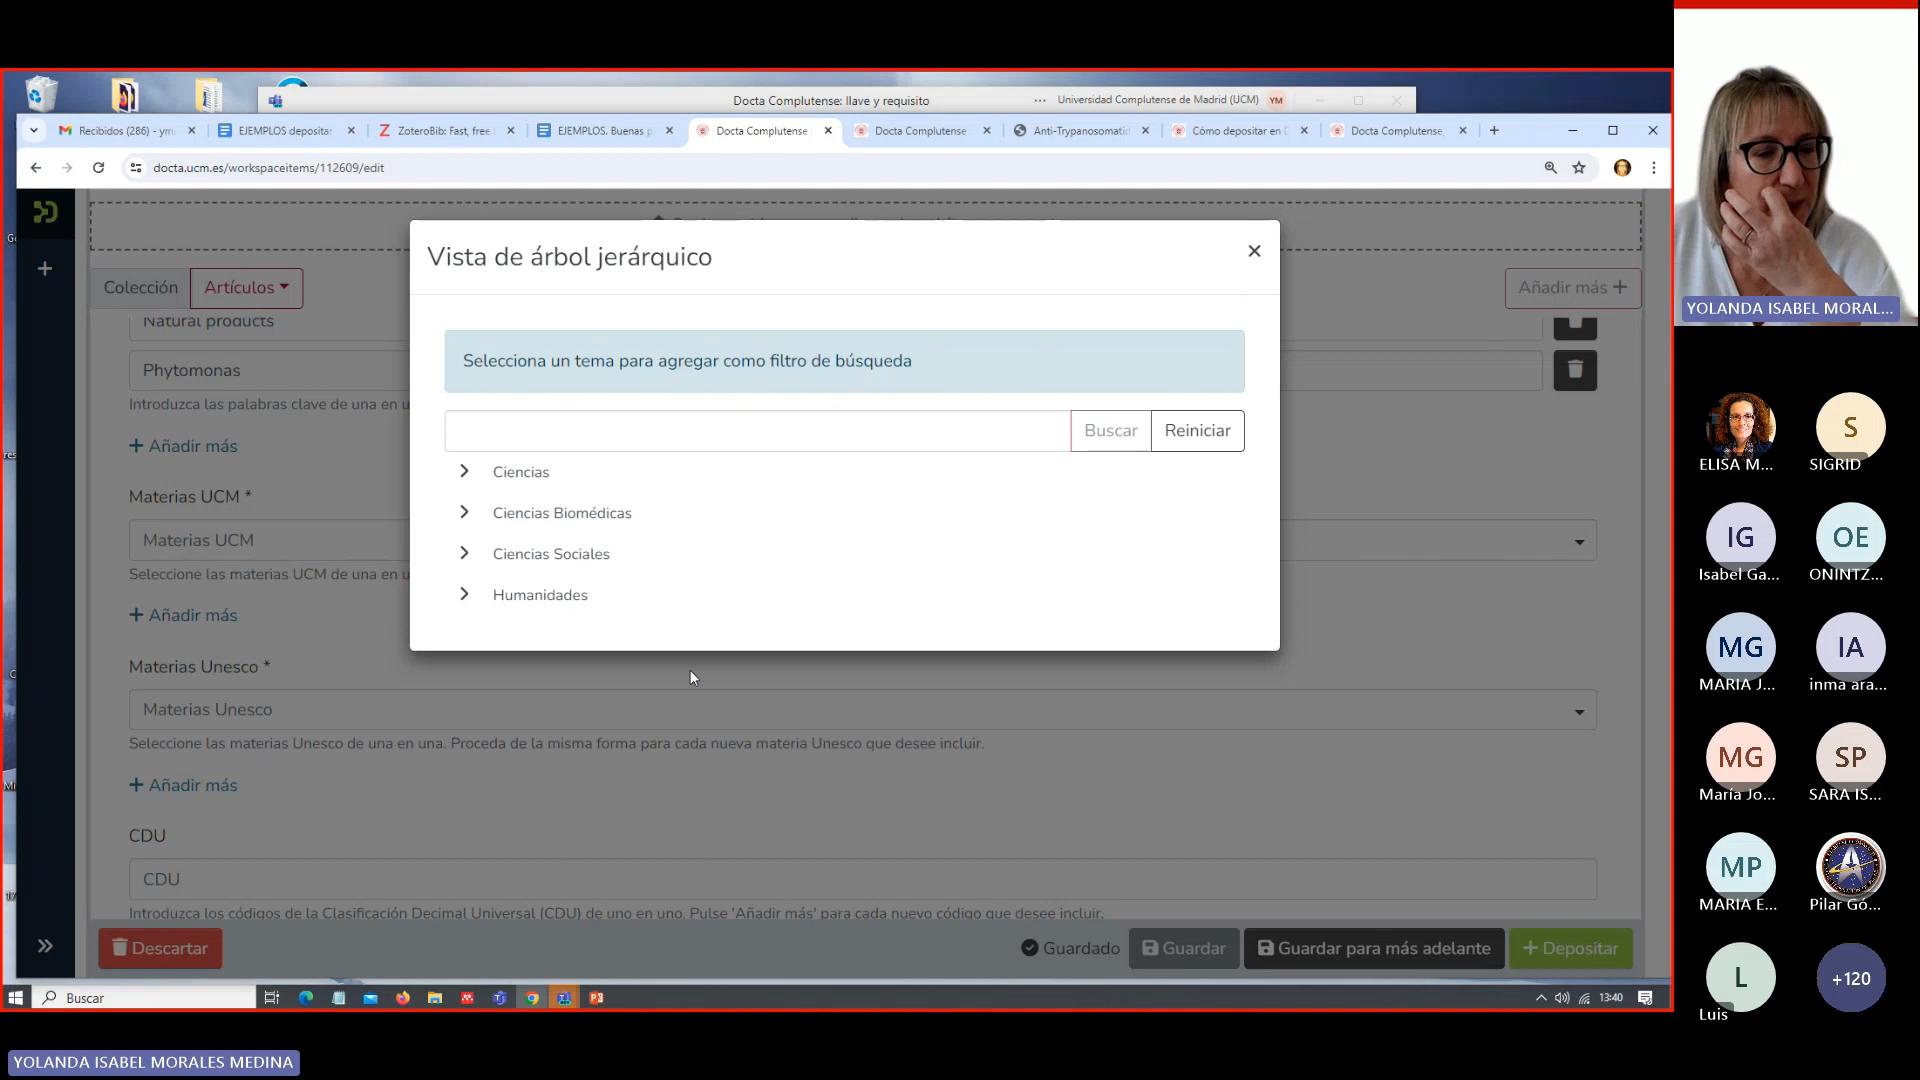 Docta Complutense: llave y requisito
Universidad Complutense de Madrid (UCM)
YM
Recibidos (286) - ym
EJEMPLOS deposita
ZoteroBib: Fast, free
EJEMPLOS. Buenas p
Docta Complutense
Docta Complutense
Anti-Trypanosomati
Cómo depositar en D
Docta Complutense,
docta.ucm.es/workspaceitems/112609/edit
Vista de árbol jerárquico
Selecciona un tema para agregar como filtro de búsqueda
Buscar
Reiniciar
Ciencias
Ciencias Biomédicas
Ciencias Sociales
Humanidades
Colección
Artículos
Añadir más +
Natural products
Phytomonas
Introduzca las palabras clave de una en u
+ Añadir más
Materias UCM *
Materias UCM
Seleccione las materias UCM de una en u
+ Añadir más
Materias Unesco *
Materias Unesco
Seleccione las materias Unesco de una en una. Proceda de la misma forma para cada nueva materia Unesco que desee incluir.
+ Añadir más
CDU
CDU
Introduzca los códigos de la Clasificación Decimal Universal (CDU) de uno en uno. Pulse 'Añadir más' para cada nuevo código que desee incluir.
Descartar
Guardado
Guardar
Guardar para más adelante
+ Depositar
Buscar
13:40
YOLANDA ISABEL MORALES MEDINA
YOLANDA ISABEL MORAL...
ELISA M...
S
SIGRID
IG
Isabel Ga...
OE
ONINTZ...
MG
MARIA J...
IA
inma ara...
MG
María Jo...
SP
SARA IS...
MP
MARIA E...
Pilar Gó...
L
Luis
+120